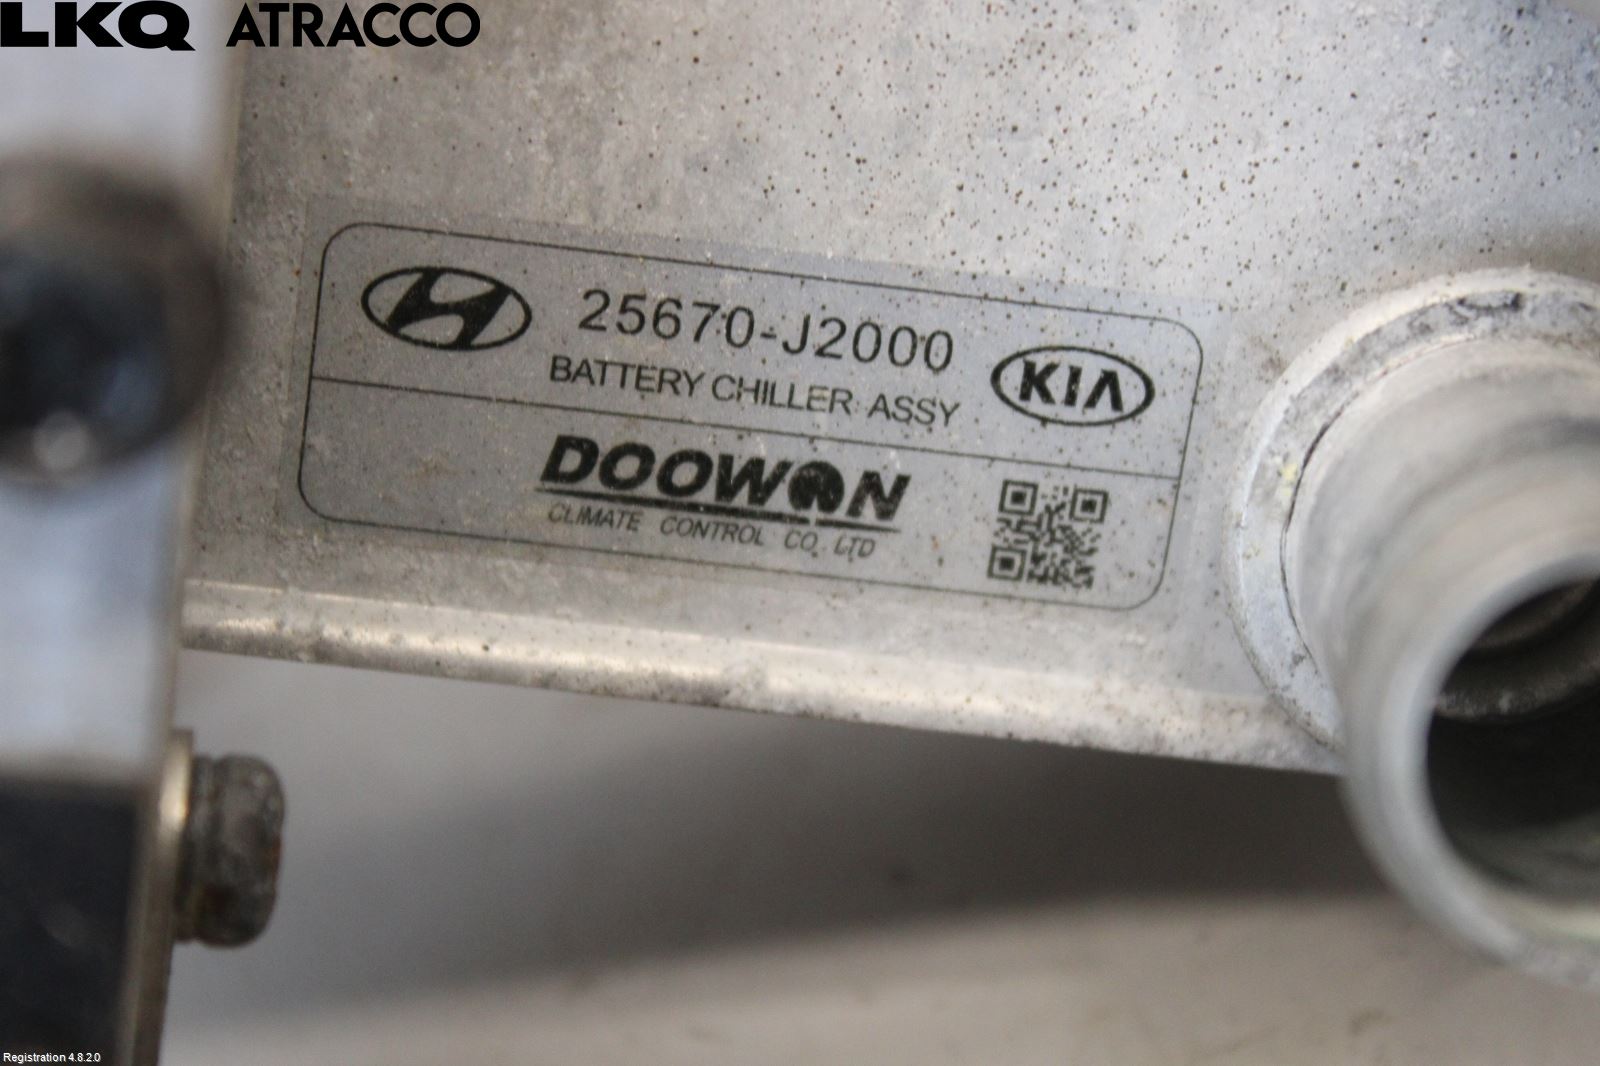 LKQ ATRACCO
25670-J2000
KIA
BATTERY CHILLER ASSY
DOOWON
CLIMATE CONTROL CO. LTD
Registration 4.8.2.0